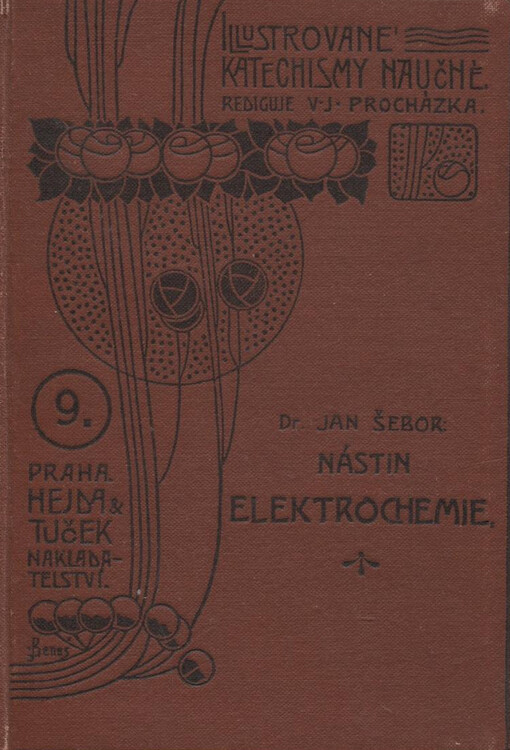 ILLUSTROVANÉ
KATECHISMY NAUČNÉ.
REDIGUJE V. J. PROCHÁZKA.
9.
PRAHA.
HEJDA &
TUČEK
NAKLADA-
TELSTVÍ.
Dr. JAN ŠEBOR:
NÁSTIN
ELEKTROCHEMIE.
Beneš